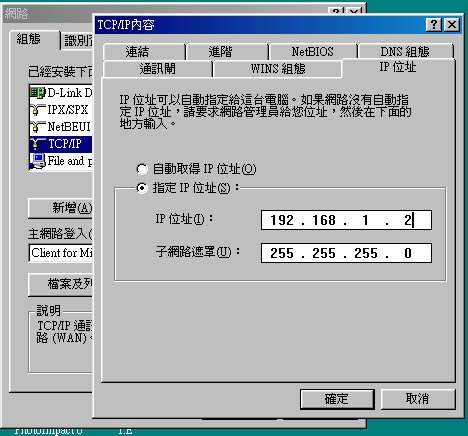 網路
組態
識別
已經安裝下
D-Link D
IPX/SPX
NetBEUI
TCP/IP
File and p
新增(A)
主網路登入(
Client for Mi
檔案及列
說明
TCP/IP 通
路 (WAN)。
TCP/IP內容
連結
進階
NetBIOS
DNS 組態
通訊閘
WINS 組態
IP 位址
IP 位址可以自動指定給這台電腦。如果網路沒有自動指
定 IP 位址，請要求網路管理員給您位址，然後在下面的
地方輸入。
自動取得 IP 位址(O)
指定 IP 位址(S)：
IP 位址(I)：
192 . 168 . 1 . 2
子網路遮罩(U)：
255 . 255 . 255 . 0
確定
取消